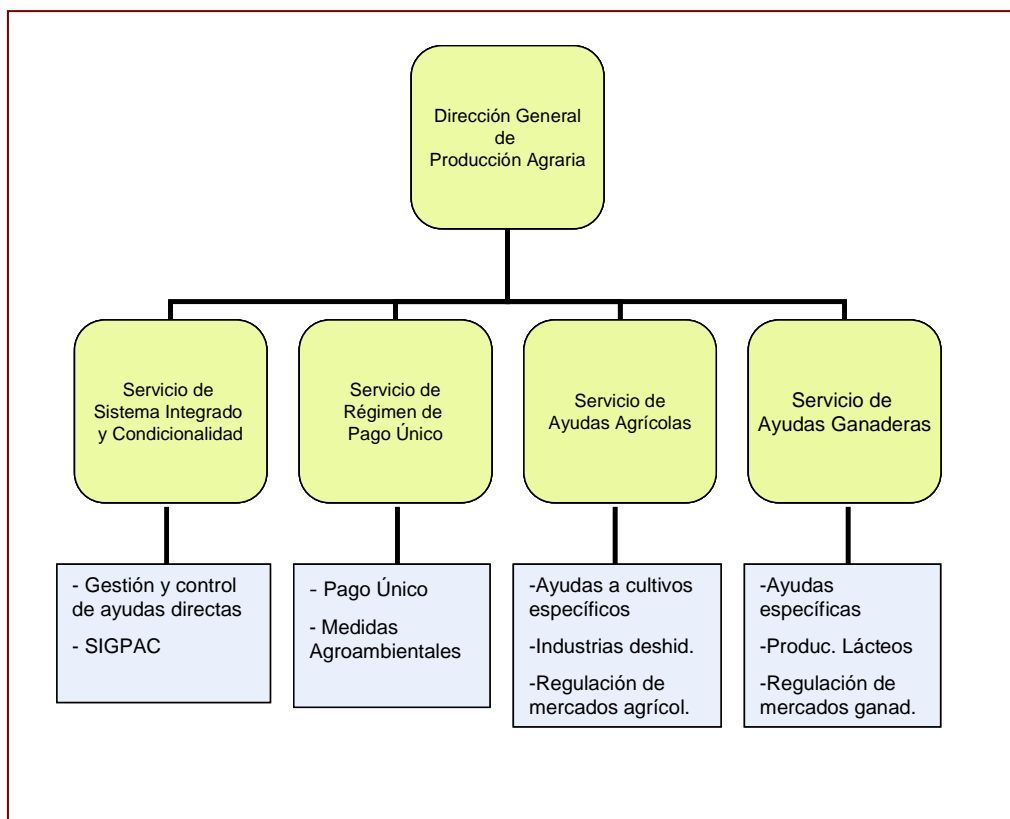 Dirección General
de
Producción Agraria
Servicio de
Sistema Integrado
y Condicionalidad
Servicio de
Régimen de
Pago Único
Servicio de
Ayudas Agrícolas
Servicio de
Ayudas Ganaderas
- Gestión y control
de ayudas directas
- SIGPAC
- Pago Único
- Medidas
Agroambientales
-Ayudas a cultivos
específicos
-Industrias deshid.
-Regulación de
mercados agrícol.
-Ayudas
específicas
-Produc. Lácteos
-Regulación de
mercados ganad.